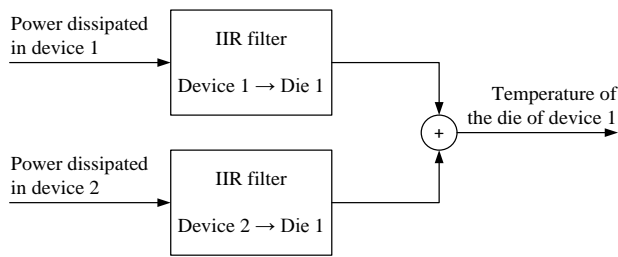 Power dissipated
in device 1
IIR filter
Device 1 → Die 1
Temperature of
the die of device 1
+
Power dissipated
in device 2
IIR filter
Device 2 → Die 1